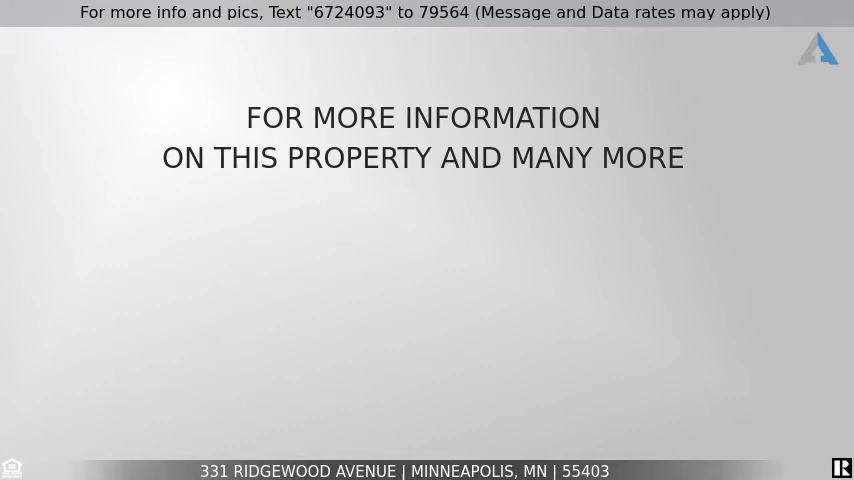 For more info and pics, Text "6724093" to 79564 (Message and Data rates may apply)
FOR MORE INFORMATION
ON THIS PROPERTY AND MANY MORE
331 RIDGEWOOD AVENUE | MINNEAPOLIS, MN | 55403